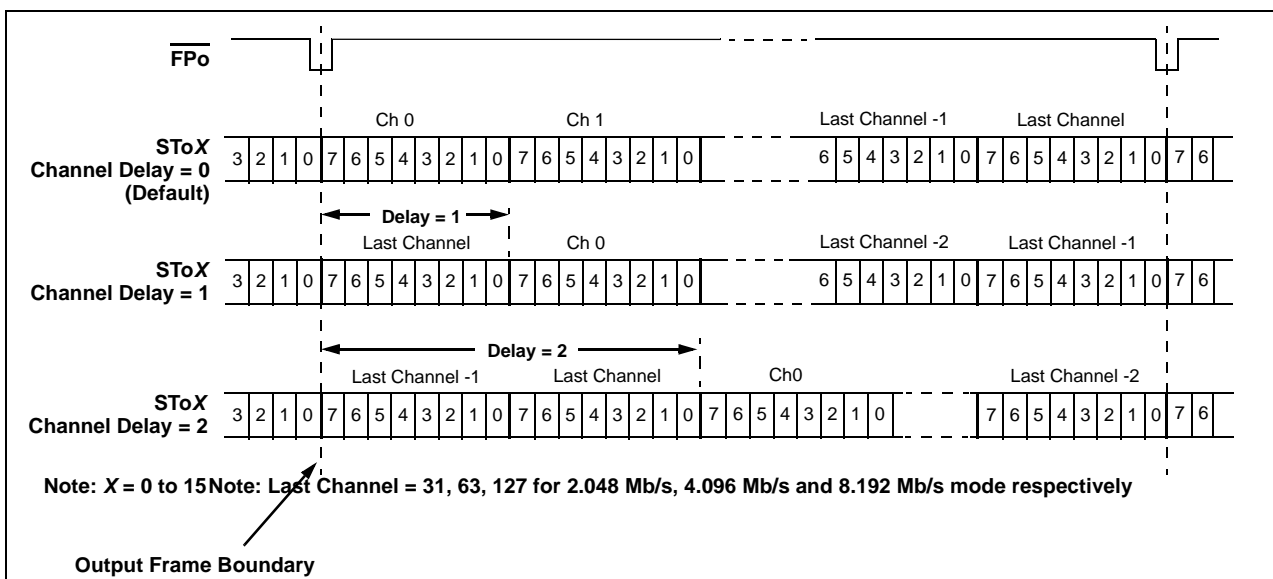 FPo
Ch 0 Ch 1 Last Channel -1 Last Channel
SToX
Channel Delay = 0
(Default)
3 2 1 0 7 6 5 4 3 2 1 0 7 6 5 4 3 2 1 0 6 5 4 3 2 1 0 7 6 5 4 3 2 1 0 7 6
Delay = 1
Last Channel Ch 0 Last Channel -2 Last Channel -1
SToX
Channel Delay = 1
3 2 1 0 7 6 5 4 3 2 1 0 7 6 5 4 3 2 1 0 6 5 4 3 2 1 0 7 6 5 4 3 2 1 0 7 6
Delay = 2
Last Channel -1 Last Channel Ch0 Last Channel -2
SToX
Channel Delay = 2
3 2 1 0 7 6 5 4 3 2 1 0 7 6 5 4 3 2 1 0 7 6 5 4 3 2 1 0 7 6 5 4 3 2 1 0 7 6
Note: X = 0 to 15Note: Last Channel = 31, 63, 127 for 2.048 Mb/s, 4.096 Mb/s and 8.192 Mb/s mode respectively
Output Frame Boundary